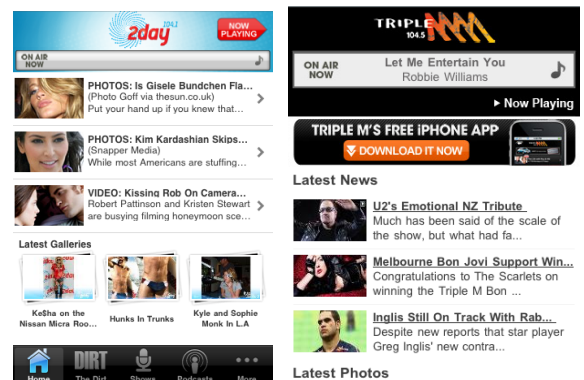 2day
104.1
NOW
PLAYING
ON AIR
NOW
PHOTOS: Is Gisele Bundchen Fla...
(Photo Goff via thesun.co.uk)
Put your hand up if you knew that...
PHOTOS: Kim Kardashian Skips...
(Snapper Media)
While most Americans are stuffing...
VIDEO: Kissing Rob On Camera...
Robert Pattinson and Kristen Stewart
are busying filming honeymoon sce...
Latest Galleries
Ke$ha on the
Nissan Micra Roo...
Hunks In Trunks
Kyle and Sophie
Monk In L.A
DIRT
Home
The Dirt
Shows
Podcasts
More
TRIPLE MMM
104.5
ON AIR
NOW
Let Me Entertain You
Robbie Williams
Now Playing
TRIPLE M'S FREE iPHONE APP
DOWNLOAD IT NOW
Latest News
U2's Emotional NZ Tribute
Much has been said of the scale of
the show, but what had fa...
Melbourne Bon Jovi Support Win...
Congratulations to The Scarlets on
winning the Triple M Bon ...
Inglis Still On Track With Rab...
Despite new reports that star player
Greg Inglis' new contra...
Latest Photos